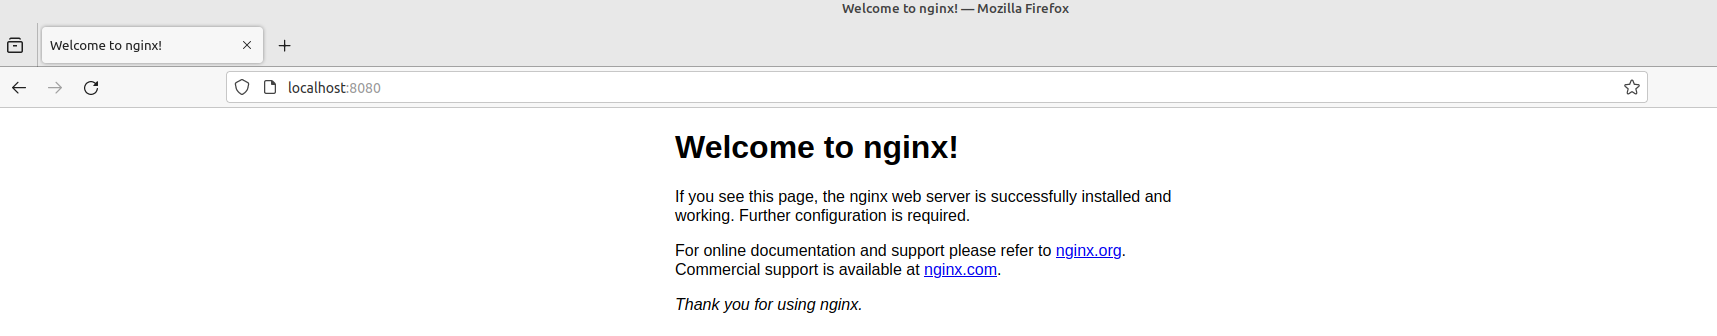 Welcome to nginx! — Mozilla Firefox
Welcome to nginx!
localhost:8080
Welcome to nginx!
If you see this page, the nginx web server is successfully installed and
working. Further configuration is required.
For online documentation and support please refer to nginx.org.
Commercial support is available at nginx.com.
Thank you for using nginx.